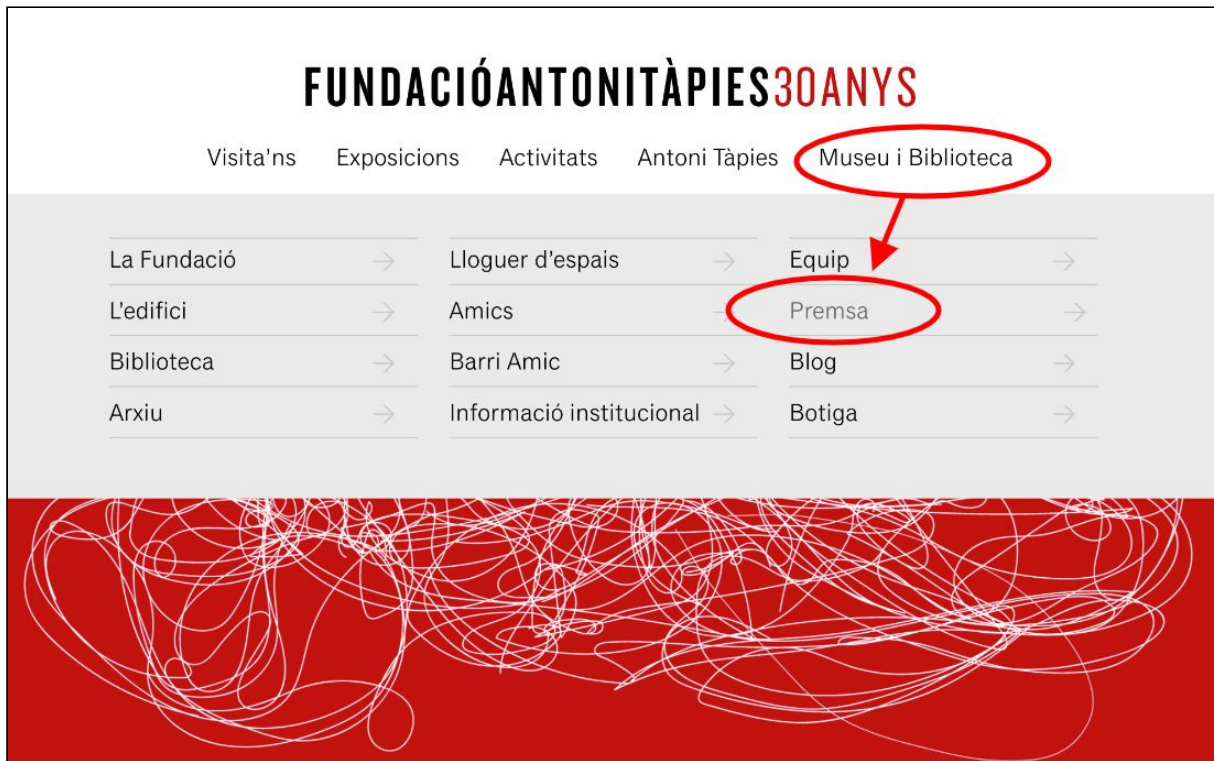 FUNDACIÓANTONITÀPIES30ANYS
Visita’ns Exposicions Activitats Antoni Tàpies Museu i Biblioteca
La Fundació
L’edifici
Biblioteca
Arxiu
Lloguer d’espais
Amics
Barri Amic
Informació institucional
Equip
Premsa
Blog
Botiga